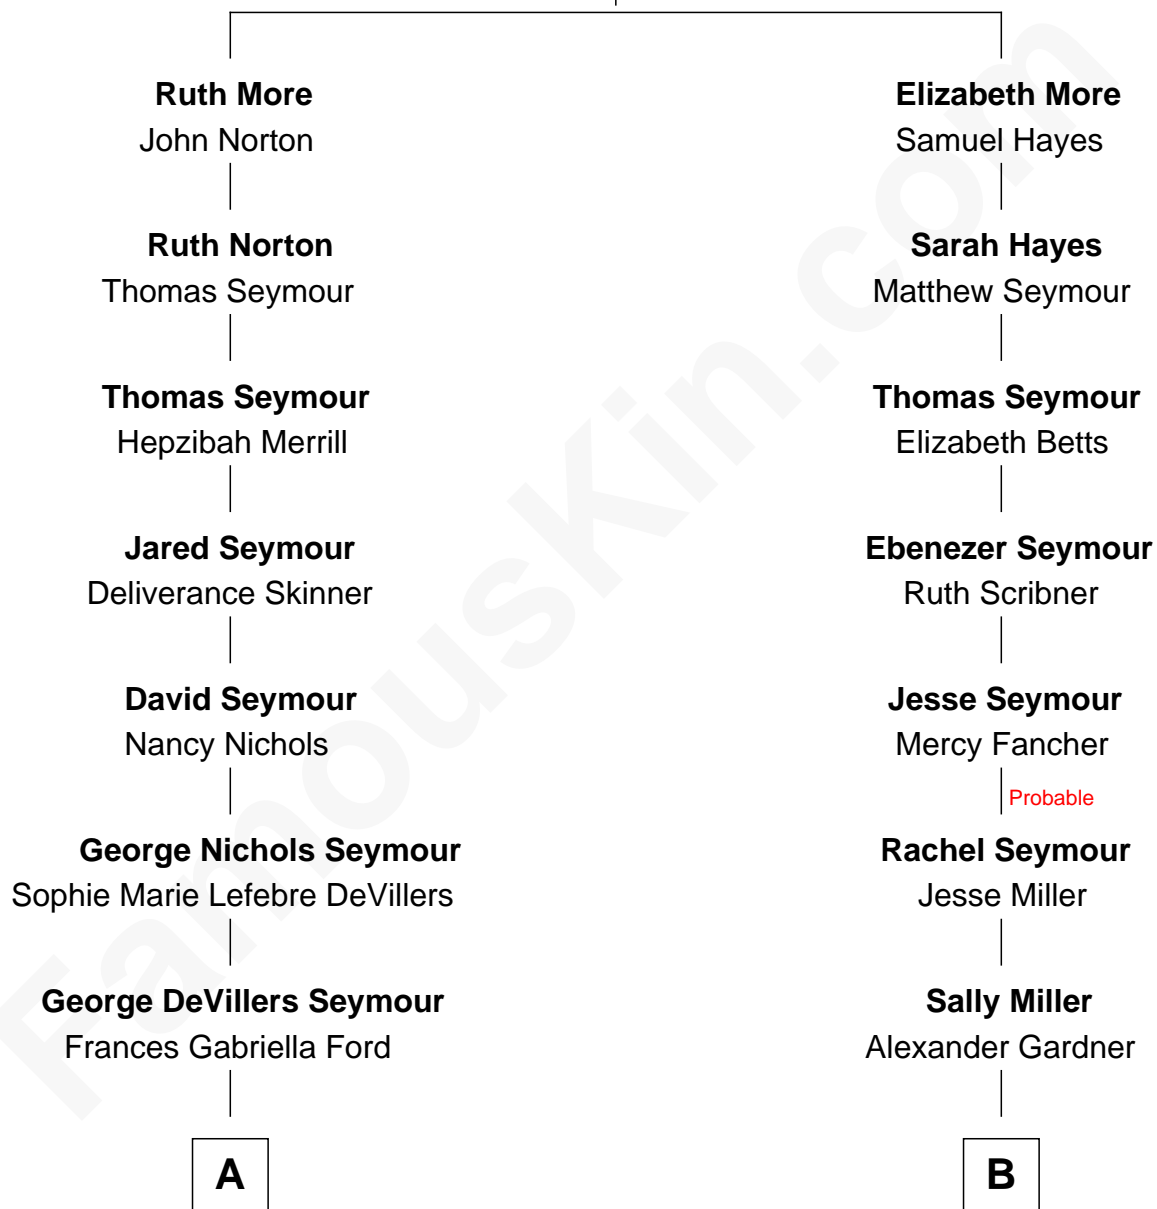 Ruth More
John Norton
Ruth Norton
Thomas Seymour
Thomas Seymour
Hepzibah Merrill
Jared Seymour
Deliverance Skinner
David Seymour
Nancy Nichols
George Nichols Seymour
Sophie Marie Lefebre DeVillers
George DeVillers Seymour
Frances Gabriella Ford
A
Elizabeth More
Samuel Hayes
Sarah Hayes
Matthew Seymour
Thomas Seymour
Elizabeth Betts
Ebenezer Seymour
Ruth Scribner
Jesse Seymour
Mercy Fancher
Probable
Rachel Seymour
Jesse Miller
Sally Miller
Alexander Gardner
B
FamousKin.com